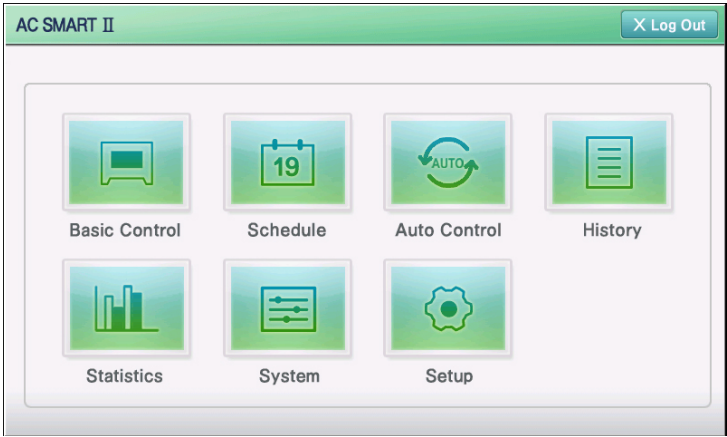 AC SMART Ⅱ
X Log Out
19
AUTO
Basic Control
Schedule
Auto Control
History
Statistics
System
Setup